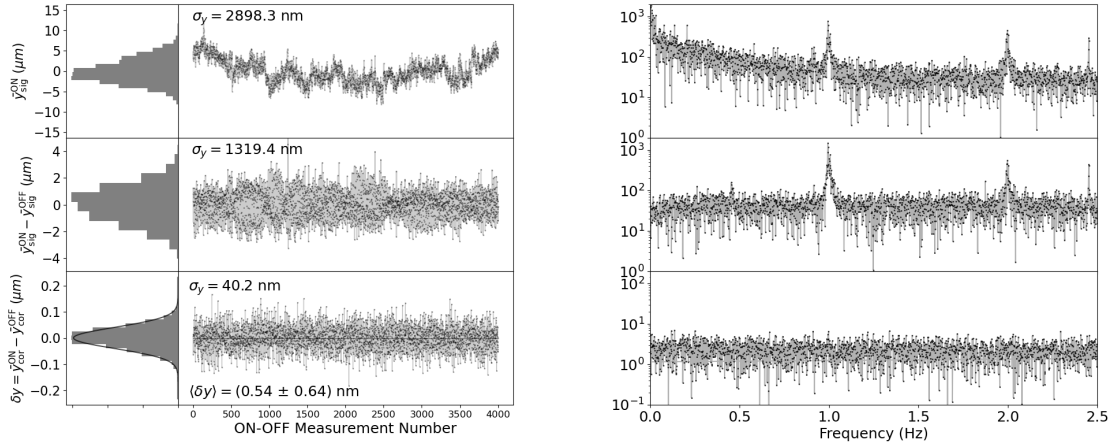 15
10
5
0
−5
−10
−15
ȳ_sig^ON (μm)
σ_y = 2898.3 nm
4
2
0
−2
−4
ȳ_sig^ON − ȳ_sig^OFF (μm)
σ_y = 1319.4 nm
0.2
0.1
0.0
−0.1
−0.2
δy = ȳ_cor^ON − ȳ_cor^OFF (μm)
σ_y = 40.2 nm
⟨δy⟩ = (0.54 ± 0.64) nm
0 500 1000 1500 2000 2500 3000 3500 4000
ON-OFF Measurement Number
10^3
10^2
10^1
10^0
10^3
10^2
10^1
10^0
10^2
10^1
10^0
10^−1
0.0 0.5 1.0 1.5 2.0 2.5
Frequency (Hz)